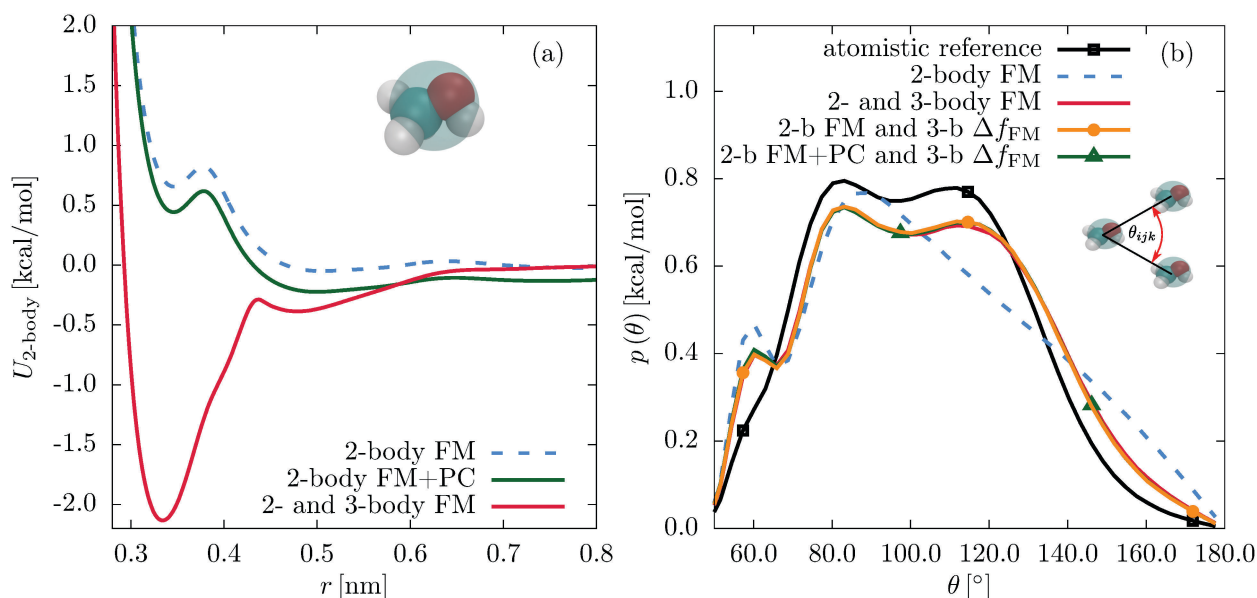 (a)
2.0
1.5
1.0
0.5
0.0
-0.5
-1.0
-1.5
-2.0
U2-body [kcal/mol]
2-body FM
2-body FM+PC
2- and 3-body FM
0.3 0.4 0.5 0.6 0.7 0.8
r [nm]
(b)
atomistic reference
2-body FM
2- and 3-body FM
2-b FM and 3-b ΔfFM
2-b FM+PC and 3-b ΔfFM
1.0
0.8
0.6
0.4
0.2
0.0
p (θ) [kcal/mol]
θijk
60.0 80.0 100.0 120.0 140.0 160.0 180.0
θ [°]